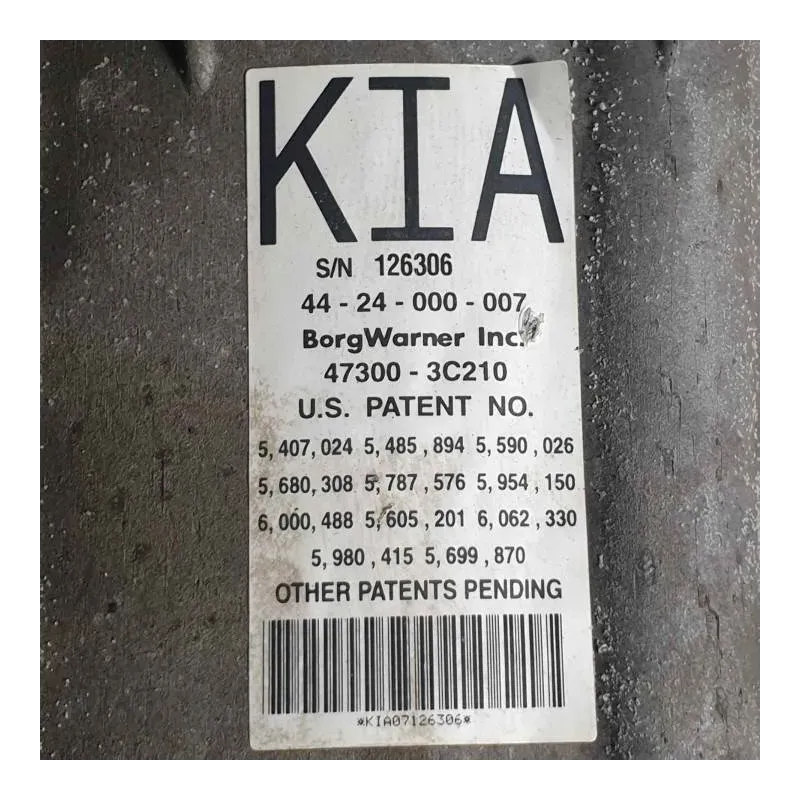 KIA
S/N 126306
44 - 24 - 000 - 007
BorgWarner Inc.
47300 - 3C210
U.S. PATENT NO.
5,407,024 5,485,894 5,590,026
5,680,308 5,787,576 5,954,150
6,000,488 5,605,201 6,062,330
5,980,415 5,699,870
OTHER PATENTS PENDING
*KIA07126306*